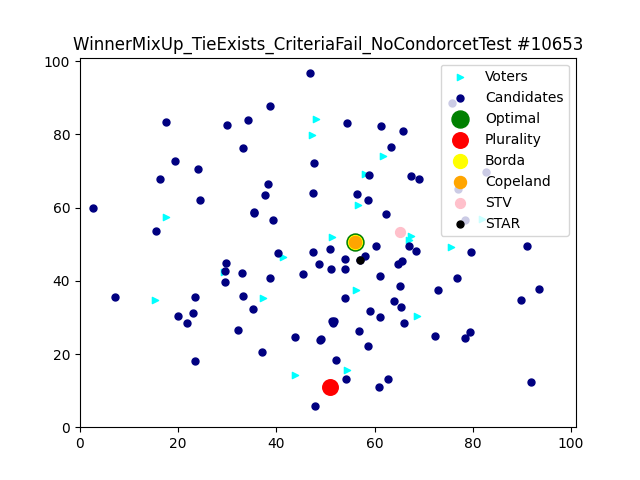 WinnerMixUp_TieExists_CriteriaFail_NoCondorcetTest #10653
100
80
60
40
20
0
0 20 40 60 80 100
Voters
Candidates
Optimal
Plurality
Borda
Copeland
STV
STAR